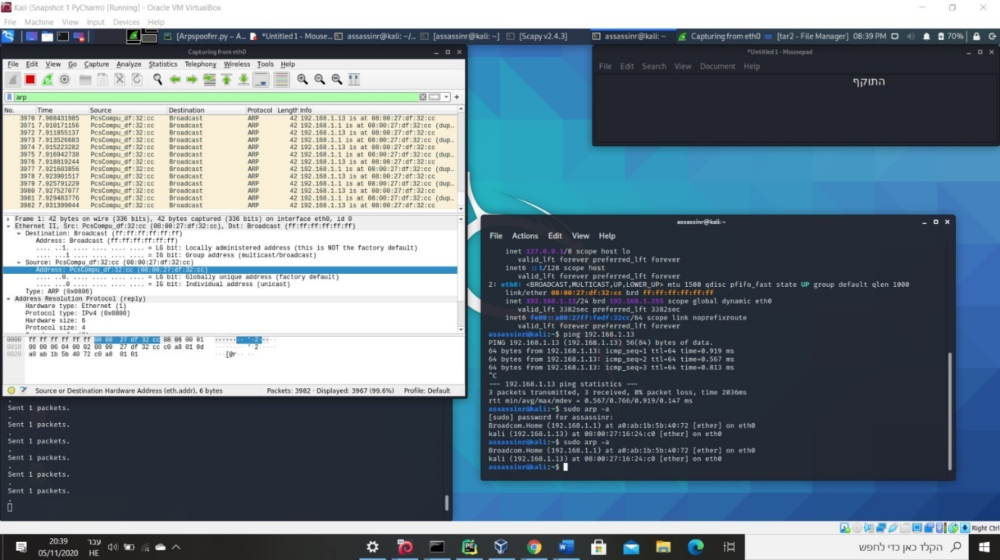 Kali (Snapshot 1 PyCharm) [Running] - Oracle VM VirtualBox
File Machine View Input Devices Help
[Arpspoofer.py – A... *Untitled 1 - Mouse... assassinr@kali: ~/... [assassinr@kali: ~] [Scapy v2.4.3] assassinr@kali: ~ Capturing from eth0 [tar2 - File Manager] 08:39 PM 70%
Capturing from eth0
File Edit View Go Capture Analyze Statistics Telephony Wireless Tools Help
arp
No. Time Source Destination Protocol Length Info
3970 7.908431985 PcsCompu_df:32:cc Broadcast ARP 42 192.168.1.13 is at 08:00:27:df:32:cc
3971 7.910171156 PcsCompu_df:32:cc Broadcast ARP 42 192.168.1.1 is at 08:00:27:df:32:cc (dup…
3972 7.911855137 PcsCompu_df:32:cc Broadcast ARP 42 192.168.1.13 is at 08:00:27:df:32:cc
3973 7.913526683 PcsCompu_df:32:cc Broadcast ARP 42 192.168.1.1 is at 08:00:27:df:32:cc (dup…
3974 7.915223282 PcsCompu_df:32:cc Broadcast ARP 42 192.168.1.13 is at 08:00:27:df:32:cc
3975 7.916942738 PcsCompu_df:32:cc Broadcast ARP 42 192.168.1.1 is at 08:00:27:df:32:cc (dup…
3976 7.918819244 PcsCompu_df:32:cc Broadcast ARP 42 192.168.1.13 is at 08:00:27:df:32:cc
3977 7.921603856 PcsCompu_df:32:cc Broadcast ARP 42 192.168.1.1 is at 08:00:27:df:32:cc (dup…
3978 7.923901517 PcsCompu_df:32:cc Broadcast ARP 42 192.168.1.13 is at 08:00:27:df:32:cc
3979 7.925791229 PcsCompu_df:32:cc Broadcast ARP 42 192.168.1.1 is at 08:00:27:df:32:cc (dup…
3980 7.927527077 PcsCompu_df:32:cc Broadcast ARP 42 192.168.1.13 is at 08:00:27:df:32:cc
3981 7.929483776 PcsCompu_df:32:cc Broadcast ARP 42 192.168.1.1 is at 08:00:27:df:32:cc (dup…
3982 7.931399044 PcsCompu_df:32:cc Broadcast ARP 42 192.168.1.13 is at 08:00:27:df:32:cc
Frame 1: 42 bytes on wire (336 bits), 42 bytes captured (336 bits) on interface eth0, id 0
Ethernet II, Src: PcsCompu_df:32:cc (08:00:27:df:32:cc), Dst: Broadcast (ff:ff:ff:ff:ff:ff)
Destination: Broadcast (ff:ff:ff:ff:ff:ff)
Address: Broadcast (ff:ff:ff:ff:ff:ff)
.... ..1. .... .... .... .... = LG bit: Locally administered address (this is NOT the factory default)
.... ...1 .... .... .... .... = IG bit: Group address (multicast/broadcast)
Source: PcsCompu_df:32:cc (08:00:27:df:32:cc)
Address: PcsCompu_df:32:cc (08:00:27:df:32:cc)
.... ..0. .... .... .... .... = LG bit: Globally unique address (factory default)
.... ...0 .... .... .... .... = IG bit: Individual address (unicast)
Type: ARP (0x0806)
Address Resolution Protocol (reply)
Hardware type: Ethernet (1)
Protocol type: IPv4 (0x0800)
Hardware size: 6
Protocol size: 4
0000 ff ff ff ff ff ff 08 00 27 df 32 cc 08 06 00 01 ········ '·2·····
0010 08 00 06 04 00 02 08 00 27 df 32 cc c0 a8 01 0d ········ '·2·····
0020 a0 ab 1b 5b 40 72 c0 a8 01 01 ···[@r·· ··
Source or Destination Hardware Address (eth.addr), 6 bytes Packets: 3982 · Displayed: 3967 (99.6%) Profile: Default
.
Sent 1 packets.
.
Sent 1 packets.
.
Sent 1 packets.
.
Sent 1 packets.
.
Sent 1 packets.
.
Sent 1 packets.
.
*Untitled 1 - Mousepad
File Edit Search View Document Help
התוקף
assassinr@kali: ~
File Actions Edit View Help
inet 127.0.0.1/8 scope host lo
valid_lft forever preferred_lft forever
inet6 ::1/128 scope host
valid_lft forever preferred_lft forever
2: eth0: <BROADCAST,MULTICAST,UP,LOWER_UP> mtu 1500 qdisc pfifo_fast state UP group default qlen 1000
link/ether 08:00:27:df:32:cc brd ff:ff:ff:ff:ff:ff
inet 192.168.1.12/24 brd 192.168.1.255 scope global dynamic eth0
valid_lft 3382sec preferred_lft 3382sec
inet6 fe80::a00:27ff:fedf:32cc/64 scope link noprefixroute
valid_lft forever preferred_lft forever
assassinr@kali:~$ ping 192.168.1.13
PING 192.168.1.13 (192.168.1.13) 56(84) bytes of data.
64 bytes from 192.168.1.13: icmp_seq=1 ttl=64 time=0.919 ms
64 bytes from 192.168.1.13: icmp_seq=2 ttl=64 time=0.567 ms
64 bytes from 192.168.1.13: icmp_seq=3 ttl=64 time=0.813 ms
^C
--- 192.168.1.13 ping statistics ---
3 packets transmitted, 3 received, 0% packet loss, time 2036ms
rtt min/avg/max/mdev = 0.567/0.766/0.919/0.147 ms
assassinr@kali:~$ sudo arp -a
[sudo] password for assassinr:
Broadcom.Home (192.168.1.1) at a0:ab:1b:5b:40:72 [ether] on eth0
kali (192.168.1.13) at 08:00:27:16:24:c0 [ether] on eth0
assassinr@kali:~$ sudo arp -a
Broadcom.Home (192.168.1.1) at a0:ab:1b:5b:40:72 [ether] on eth0
kali (192.168.1.13) at 08:00:27:16:24:c0 [ether] on eth0
assassinr@kali:~$
Right Ctrl
20:39
05/11/2020
עבר
HE
הקלד כאן כדי לחפש